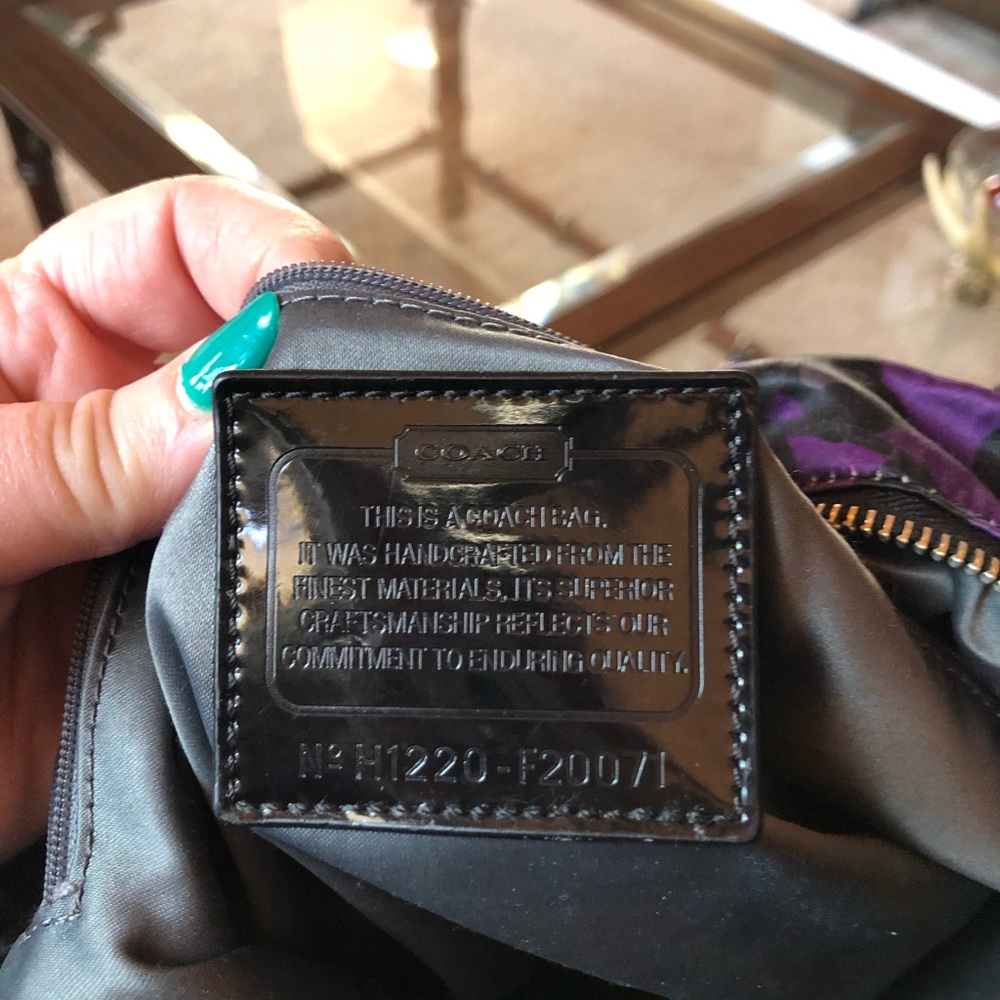 COACH
THIS IS A COACH BAG.
IT WAS HANDCRAFTED FROM THE
FINEST MATERIALS. ITS SUPERIOR
CRAFTSMANSHIP REFLECTS OUR
COMMITMENT TO ENDURING QUALITY.
Nº H1220-F20071